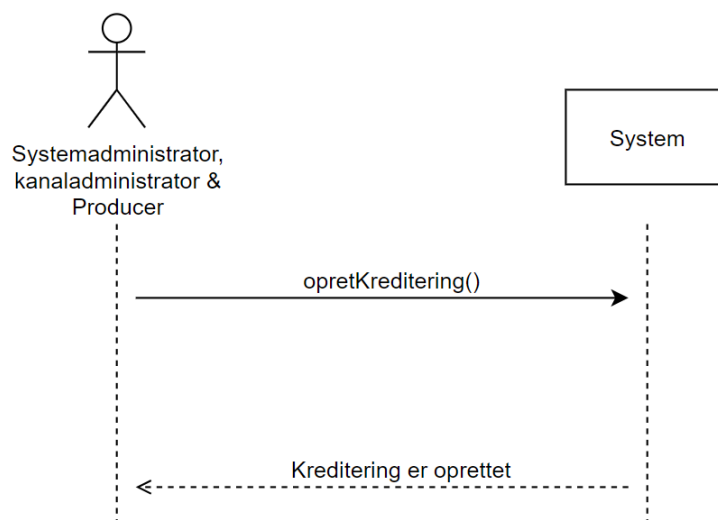 Systemadministrator,
kanaladministrator &
Producer
System
opretKreditering()
Kreditering er oprettet